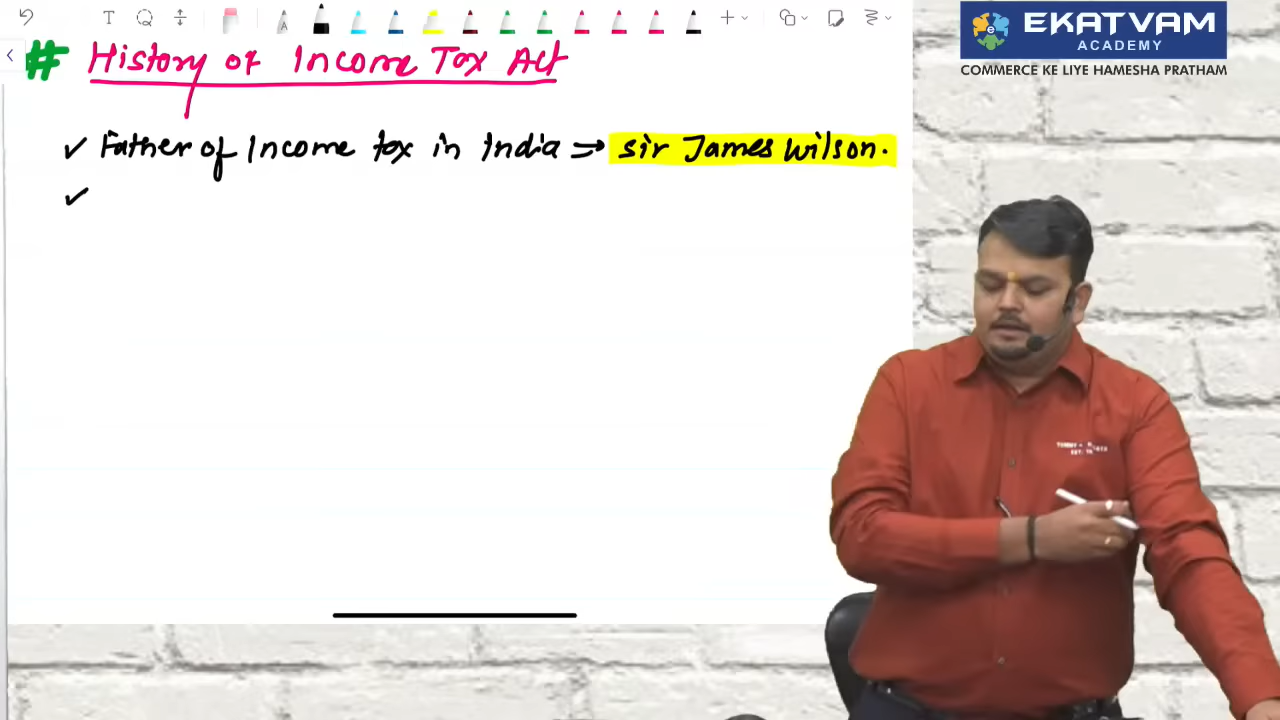 EKATVAM
ACADEMY
COMMERCE KE LIYE HAMESHA PRATHAM
# History of Income Tax Act
✓ Father of Income tax in India ⇒ Sir James Wilson.
✓